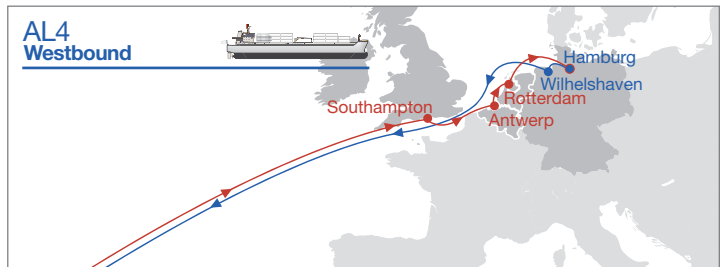 AL4
Westbound
Hamburg
Wilhelshaven
Rotterdam
Southampton
Antwerp